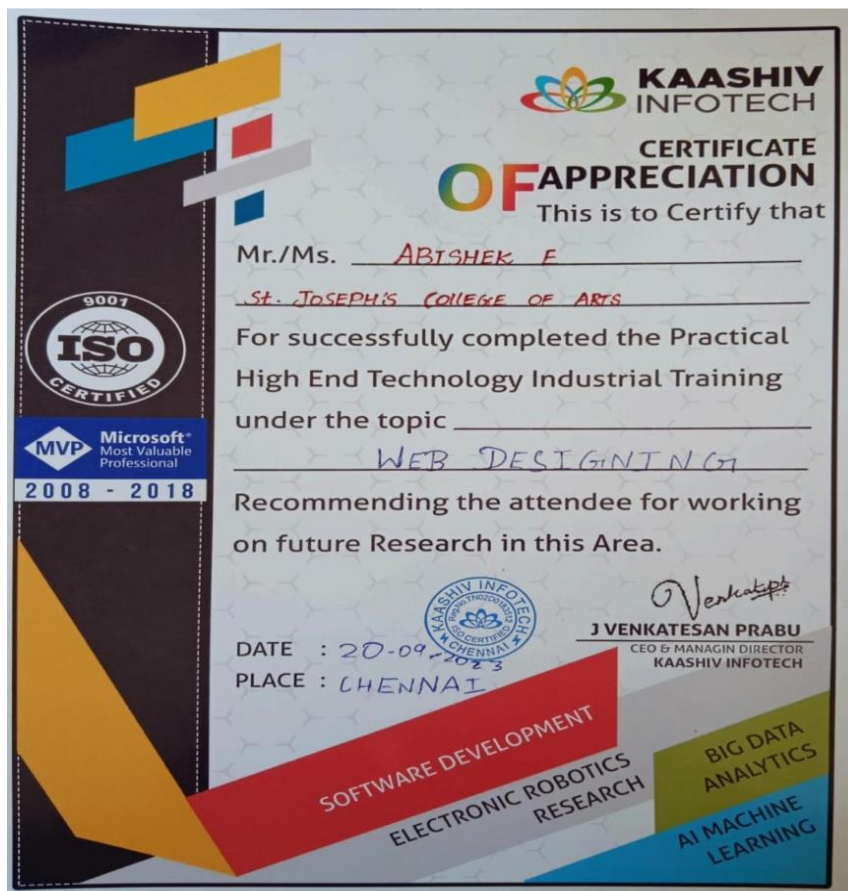 KAASHIV
INFOTECH
CERTIFICATE
OF APPRECIATION
This is to Certify that
Mr./Ms. ABISHEK E
St. JOSEPH'S COllEGE OF ARTS
For successfully completed the Practical
High End Technology Industrial Training
under the topic
WEB DESIGNING
Recommending the attendee for working
on future Research in this Area.
9001
ISO
CERTIFIED
MVP Microsoft®
Most Valuable
Professional
2008 - 2018
KAASHIV INFOTECH
ISO CERTIFIED
CHENNAI
Venkatesh
J VENKATESAN PRABU
CEO & MANAGIN DIRECTOR
KAASHIV INFOTECH
DATE : 20-09-2023
PLACE : CHENNAI
SOFTWARE DEVELOPMENT
ELECTRONIC ROBOTICS
RESEARCH
BIG DATA
ANALYTICS
AI MACHINE
LEARNING